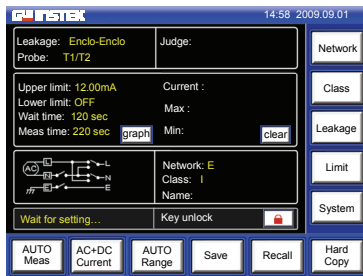 GW INSTEK 14:58 2009.09.01
Leakage: Enclo-Enclo Judge:
Probe: T1/T2
Network
Upper limit: 12.00mA Current :
Lower limit: OFF Max :
Wait time: 120 sec
Meas time: 220 sec graph Min: clear
Class
Leakage
AC L
N
E
Network: E
Class: I
Name:
Limit
Wait for setting... Key unlock
System
AUTO Meas
AC+DC Current
AUTO Range
Save
Recall
Hard Copy